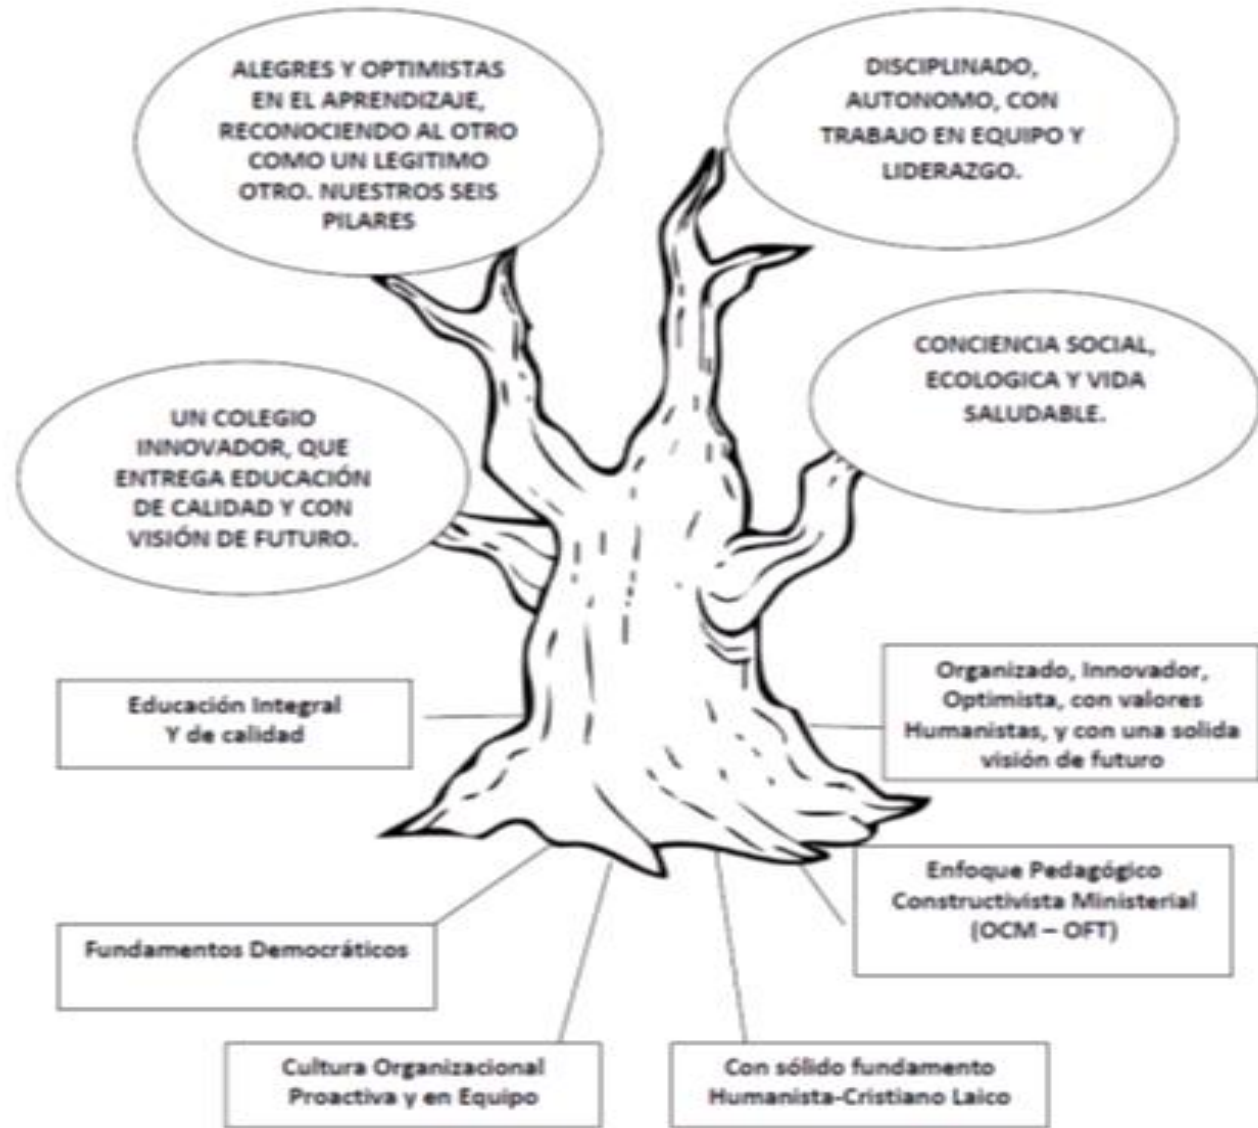 ALEGRES Y OPTIMISTAS
EN EL APRENDIZAJE,
RECONOCIENDO AL OTRO
COMO UN LEGITIMO
OTRO. NUESTROS SEIS
PILARES
DISCIPLINADO,
AUTONOMO, CON
TRABAJO EN EQUIPO Y
LIDERAZGO.
UN COLEGIO
INNOVADOR, QUE
ENTREGA EDUCACIÓN
DE CALIDAD Y CON
VISIÓN DE FUTURO.
CONCIENCIA SOCIAL,
ECOLOGICA Y VIDA
SALUDABLE.
Educación Integral
Y de calidad
Organizado, Innovador,
Optimista, con valores
Humanistas, y con una solida
visión de futuro
Fundamentos Democráticos
Enfoque Pedagógico
Constructivista Ministerial
(OCM – OFT)
Cultura Organizacional
Proactiva y en Equipo
Con sólido fundamento
Humanista-Cristiano Laico